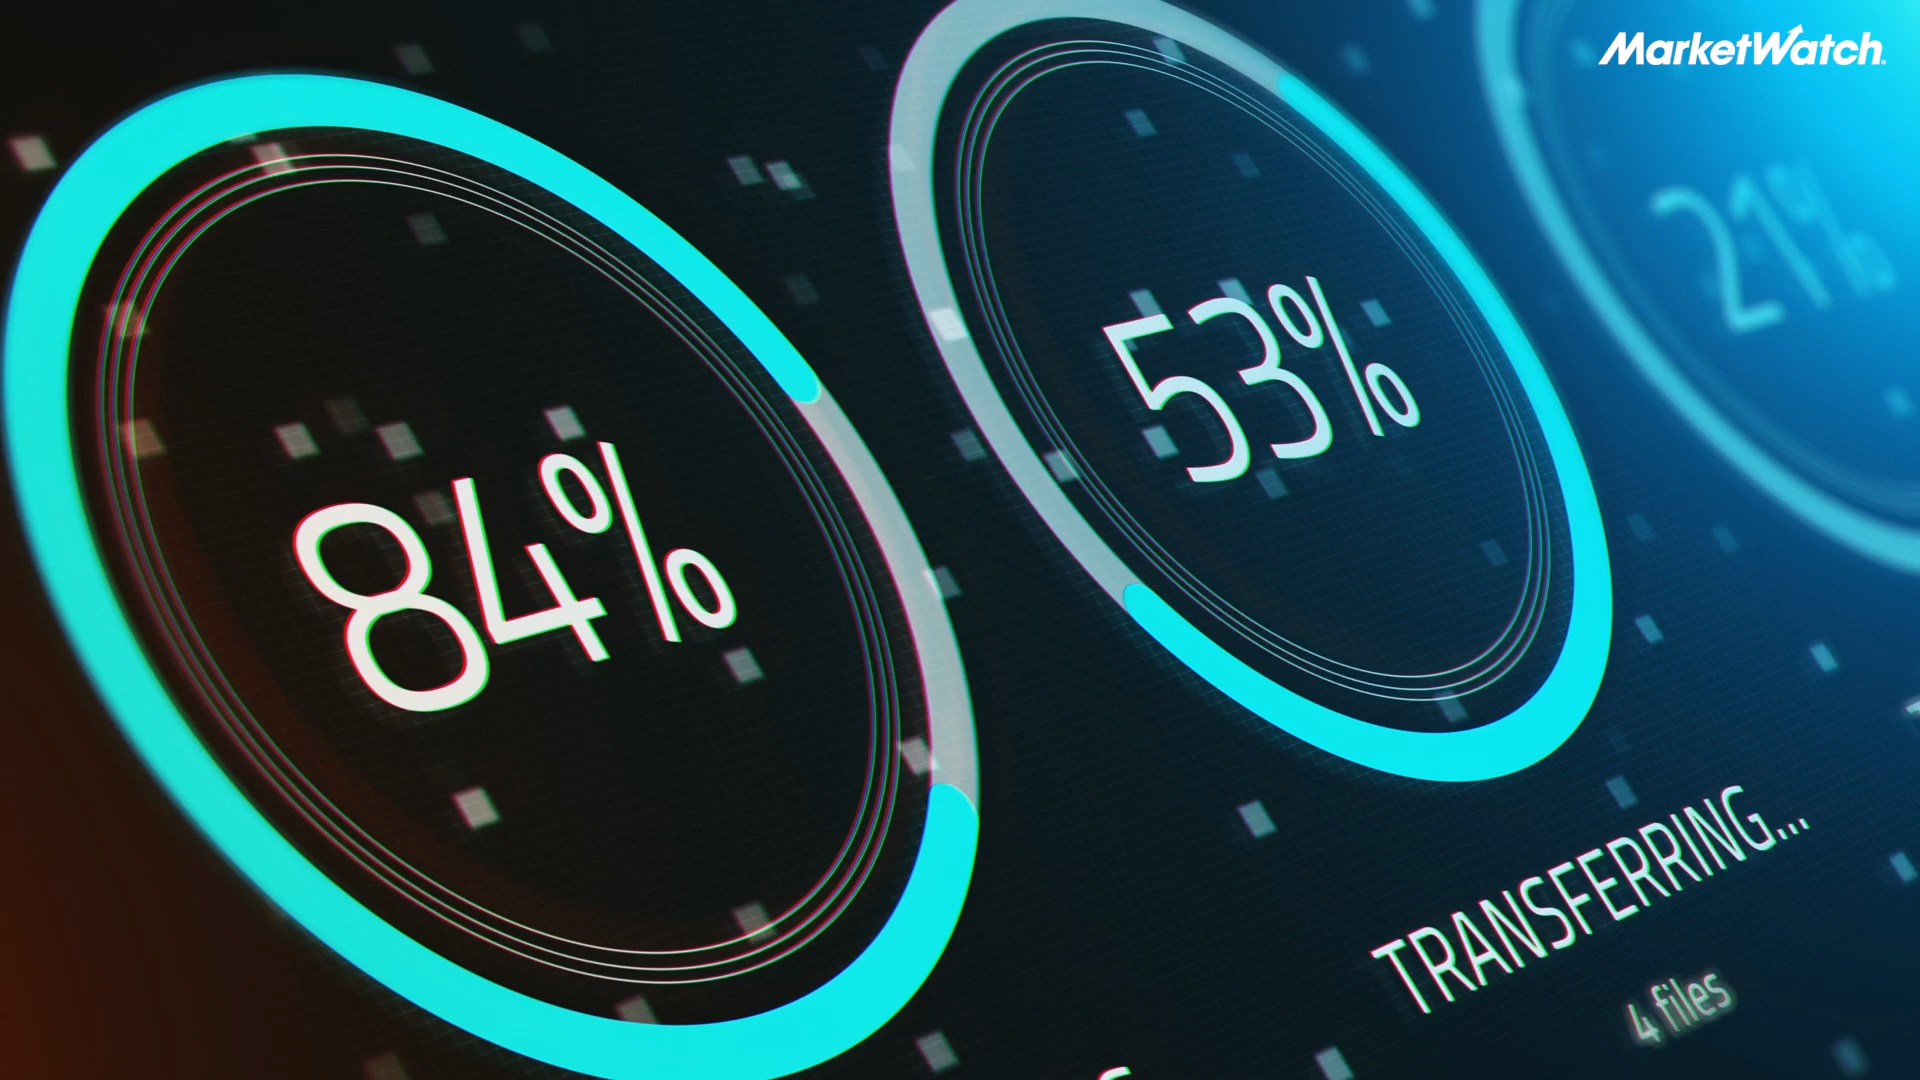 MarketWatch
84%
53%
21%
TRANSFERRING...
4 files